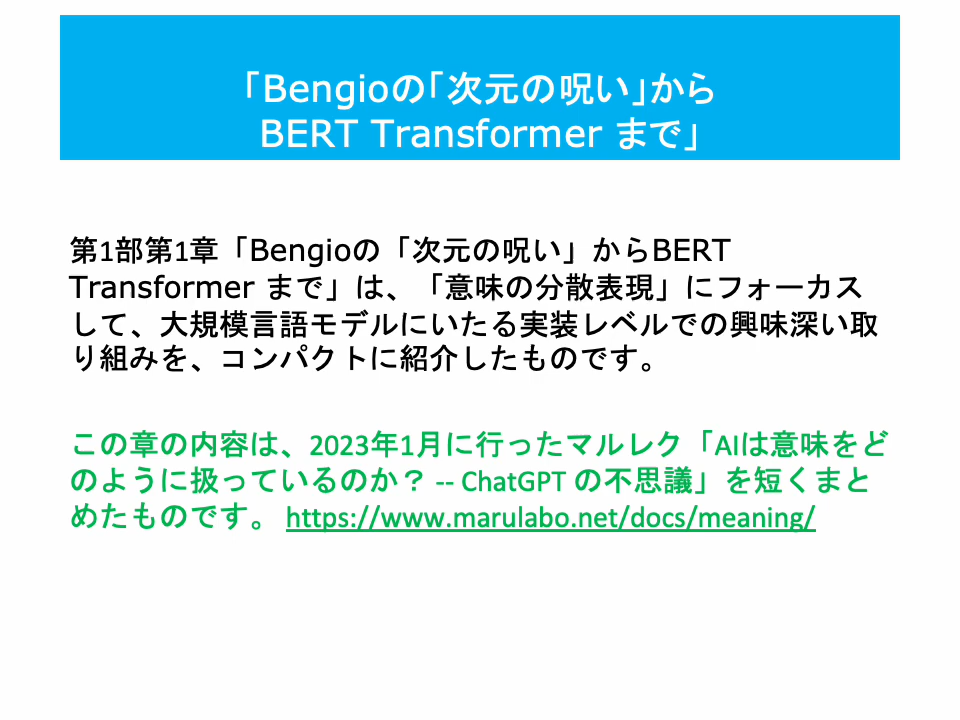 「Bengioの「次元の呪い」から
BERT Transformer まで」
第1部第1章「Bengioの「次元の呪い」からBERT
Transformer まで」は、「意味の分散表現」にフォーカス
して、大規模言語モデルにいたる実装レベルでの興味深い取
り組みを、コンパクトに紹介したものです。
この章の内容は、2023年1月に行ったマルレク「AIは意味をど
のように扱っているのか？ -- ChatGPT の不思議」を短くまと
めたものです。 https://www.marulabo.net/docs/meaning/